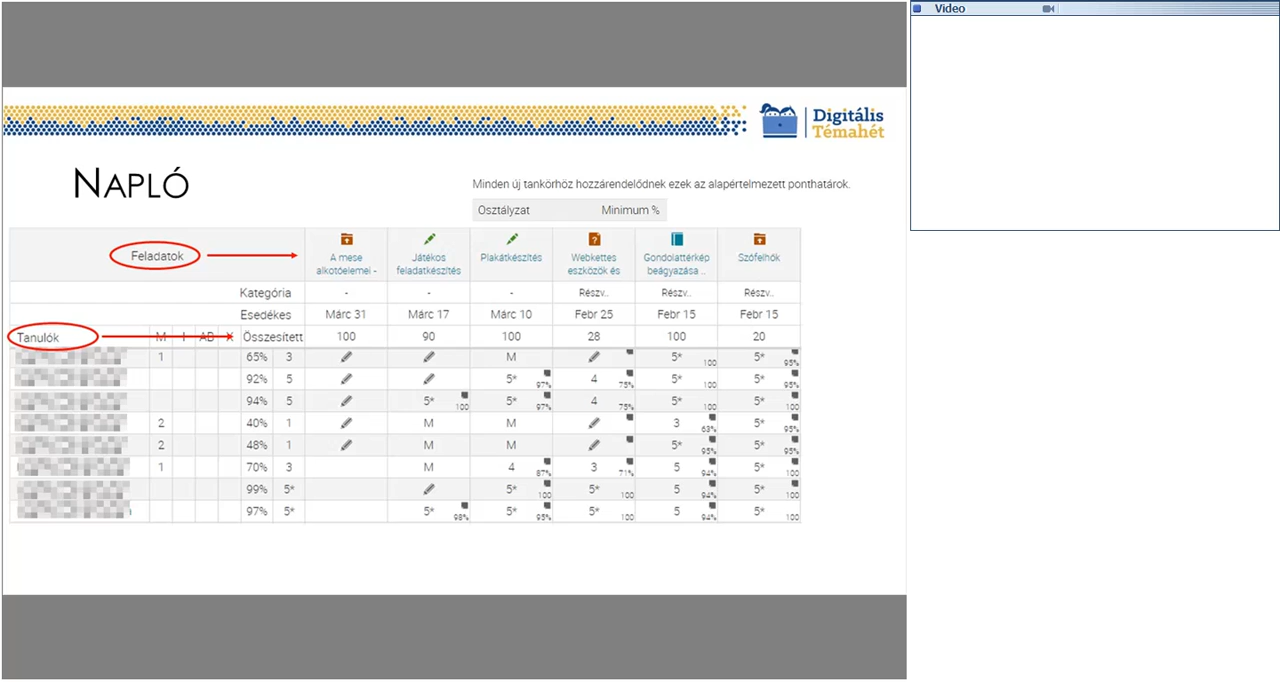 Video
Digitális
Témahét
NAPLÓ
Minden új tankörhöz hozzárendelődnek ezek az alapértelmezett ponthatárok.
Osztályzat Minimum %
Feladatok
A mese alkotóelemei -
Játékos feladatkészítés
Plakátkészítés
Webkettes eszközök és
Gondolattérkép beágyazása ..
Szófelhők
Kategória - - - Részv.. Részv.. Részv..
Esedékes Márc 31 Márc 17 Márc 10 Febr 25 Febr 15 Febr 15
Tanulók M I AB X Összesített 100 90 100 28 100 20
1 65% 3 M 5* 100 5* 95%
92% 5 5* 97% 4 75% 5* 100 5* 95%
94% 5 5* 100 5* 97% 4 75% 5* 100 5* 100
2 40% 1 M M 3 63% 5* 95%
2 48% 1 M M 5* 95% 5* 95%
1 70% 3 M 4 87% 3 71% 5 94% 5* 100
99% 5* 5* 100 5* 100 5 94% 5* 100
97% 5* 5* 98% 5* 95% 5* 100 5 94% 5* 100